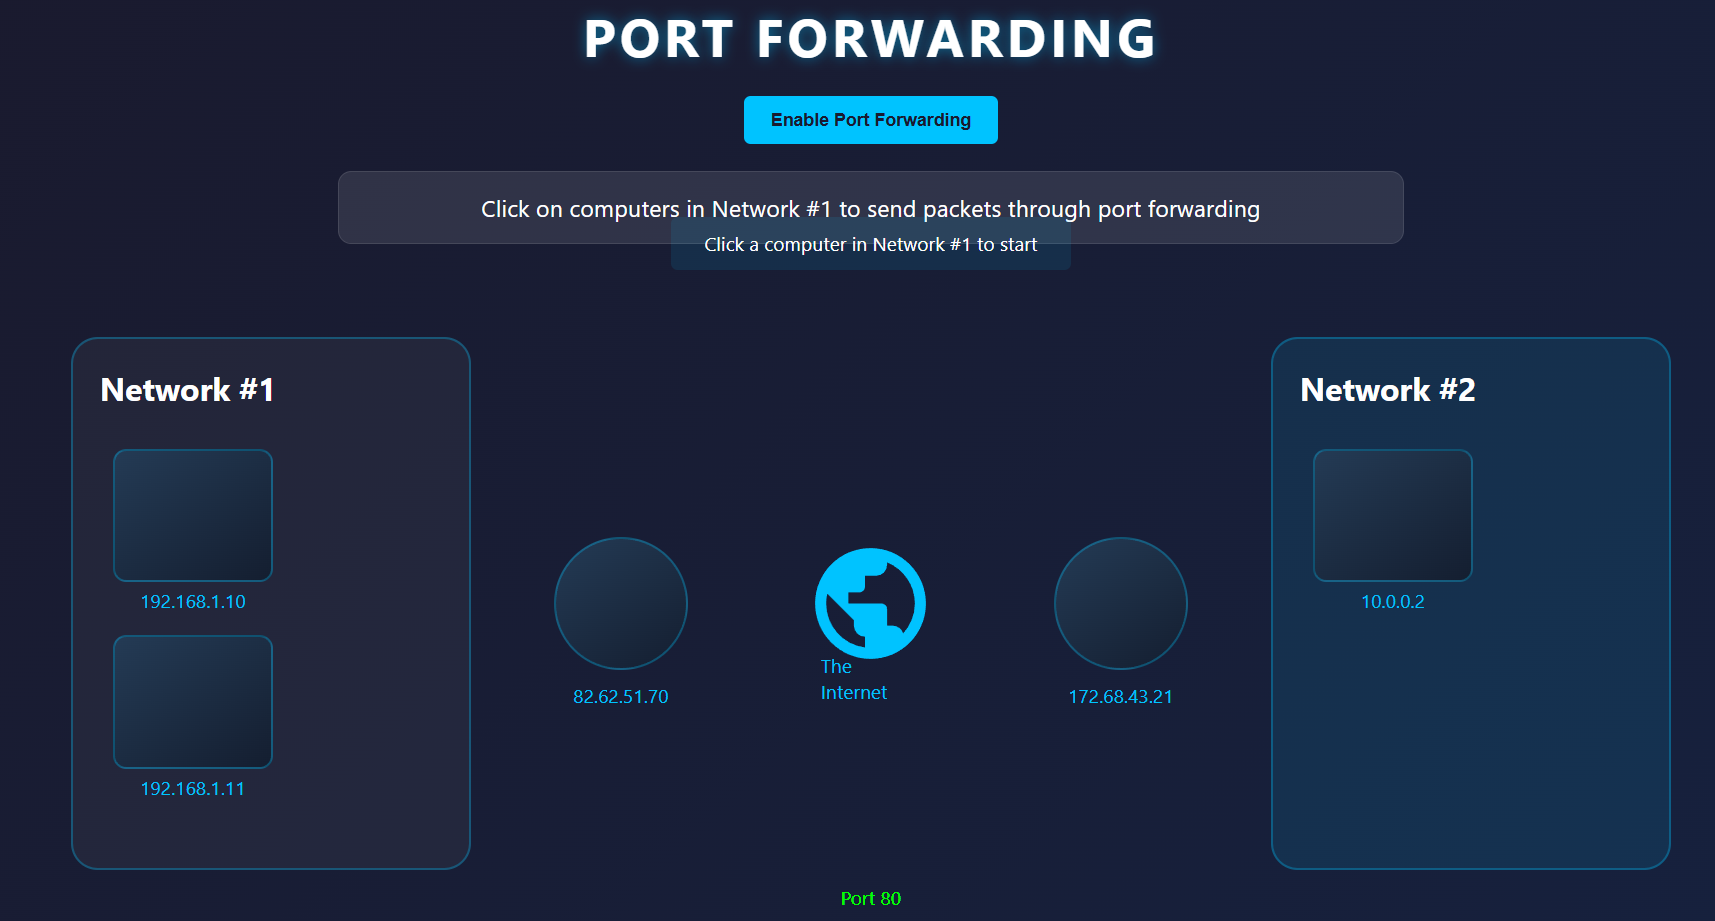 PORT FORWARDING
Enable Port Forwarding
Click on computers in Network #1 to send packets through port forwarding
Click a computer in Network #1 to start
Network #1
192.168.1.10
192.168.1.11
82.62.51.70
The
Internet
172.68.43.21
Network #2
10.0.0.2
Port 80